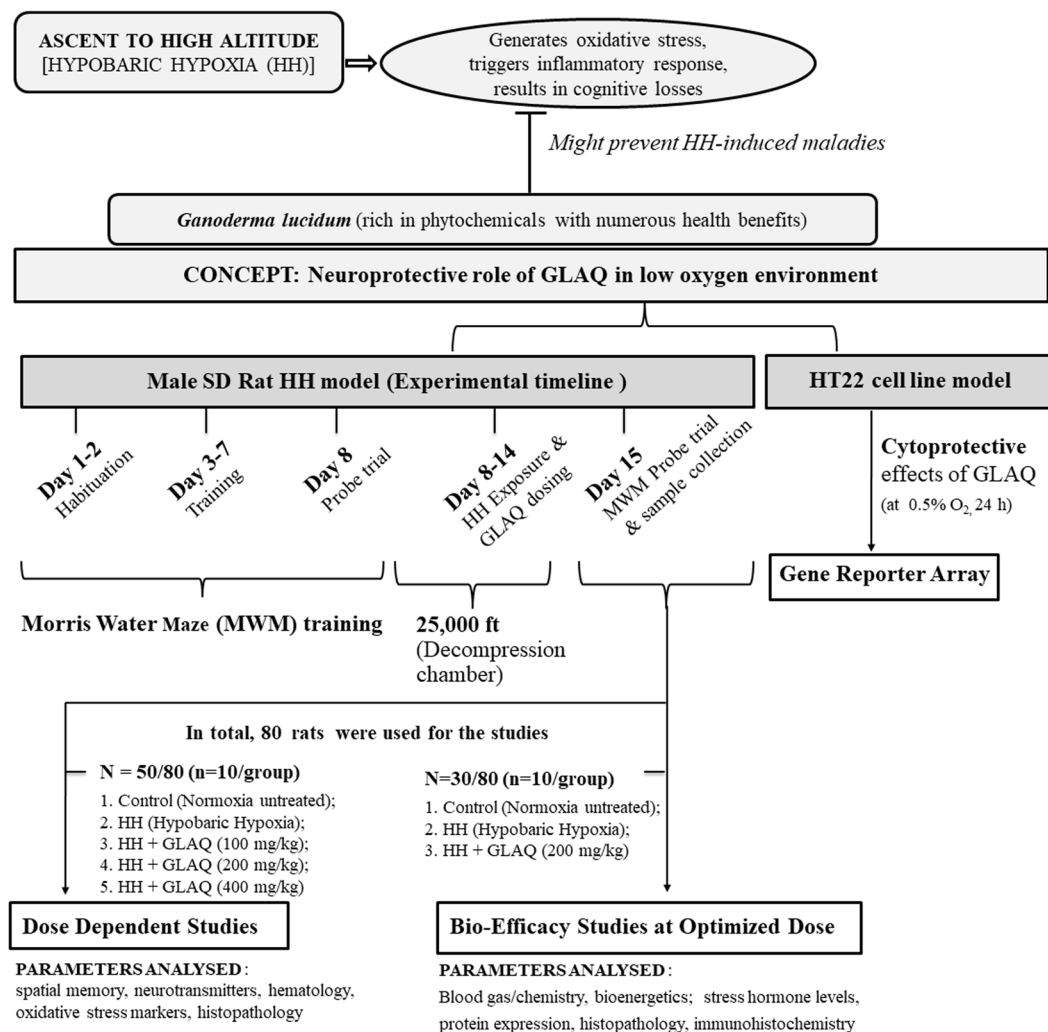 ASCENT TO HIGH ALTITUDE
[HYPOBARIC HYPOXIA (HH)]
Generates oxidative stress,
triggers inflammatory response,
results in cognitive losses
Might prevent HH-induced maladies
Ganoderma lucidum (rich in phytochemicals with numerous health benefits)
CONCEPT: Neuroprotective role of GLAQ in low oxygen environment
Male SD Rat HH model (Experimental timeline )
HT22 cell line model
Day 1-2
Habituation
Day 3-7
Training
Day 8
Probe trial
Day 8-14
HH Exposure &
GLAQ dosing
Day 15
MWM Probe trial
& sample collection
Cytoprotective
effects of GLAQ
(at 0.5% O2, 24 h)
Gene Reporter Array
Morris Water Maze (MWM) training
25,000 ft
(Decompression
chamber)
In total, 80 rats were used for the studies
N = 50/80 (n=10/group)
1. Control (Normoxia untreated);
2. HH (Hypobaric Hypoxia);
3. HH + GLAQ (100 mg/kg);
4. HH + GLAQ (200 mg/kg);
5. HH + GLAQ (400 mg/kg)
N=30/80 (n=10/group)
1. Control (Normoxia untreated);
2. HH (Hypobaric Hypoxia);
3. HH + GLAQ (200 mg/kg)
Dose Dependent Studies
PARAMETERS ANALYSED :
spatial memory, neurotransmitters, hematology,
oxidative stress markers, histopathology
Bio-Efficacy Studies at Optimized Dose
PARAMETERS ANALYSED :
Blood gas/chemistry, bioenergetics; stress hormone levels,
protein expression, histopathology, immunohistochemistry